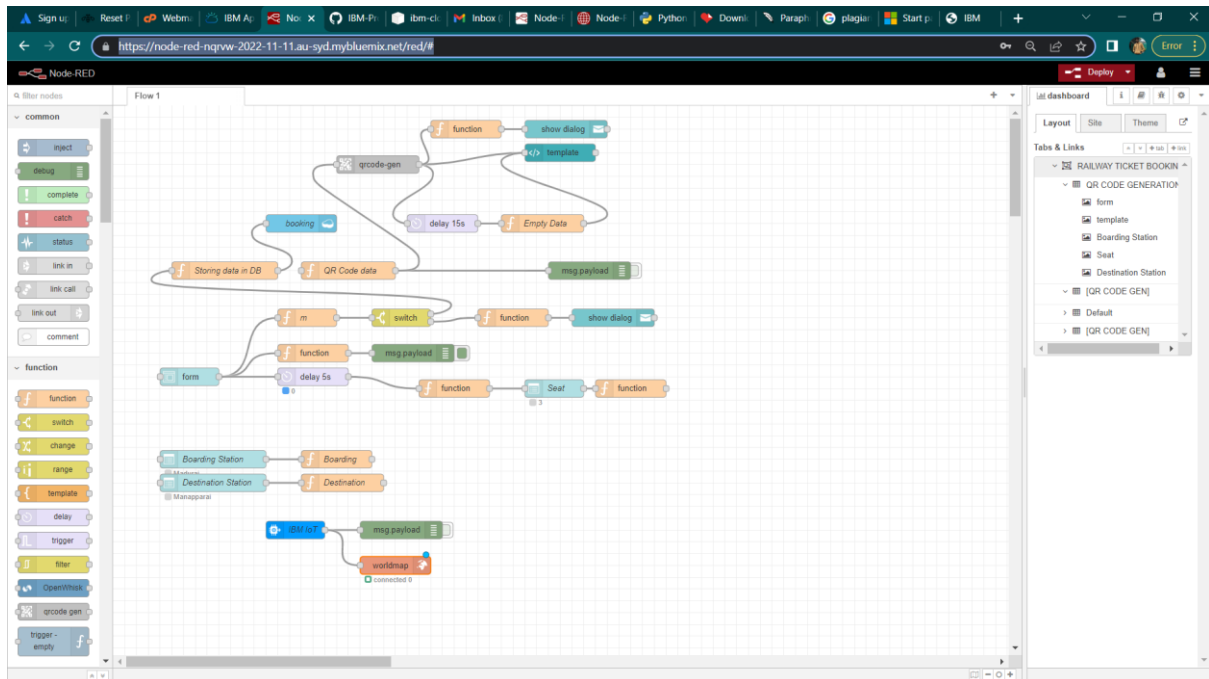 Sign up
Reset F
Webma
IBM Ap
Noc
IBM-Pr
ibm-clo
Inbox (
Node-F
Node-F
Python
Downl
Paraph
plagiar
Start p
IBM
https://node-red-nqrvw-2022-11-11.au-syd.mybluemix.net/red/#
Error
Node-RED
Deploy
filter nodes
Flow 1
dashboard
common
inject
debug
complete
catch
status
link in
link call
link out
comment
function
function
switch
change
range
template
delay
trigger
filter
OpenWhisk
qrcode gen
trigger -
empty
function
show dialog
template
qrcode-gen
booking
delay 15s
Empty Data
Storing data in DB
QR Code data
msg.payload
m
switch
function
show dialog
function
msg.payload
form
delay 5s
0
function
Seat
3
function
Boarding Station
Boarding
Madurai
Destination Station
Destination
Manapparai
IBM IoT
msg.payload
worldmap
connected 0
Layout
Site
Theme
Tabs & Links
tab
link
RAILWAY TICKET BOOKIN
QR CODE GENERATION
form
template
Boarding Station
Seat
Destination Station
[QR CODE GEN]
Default
[QR CODE GEN]